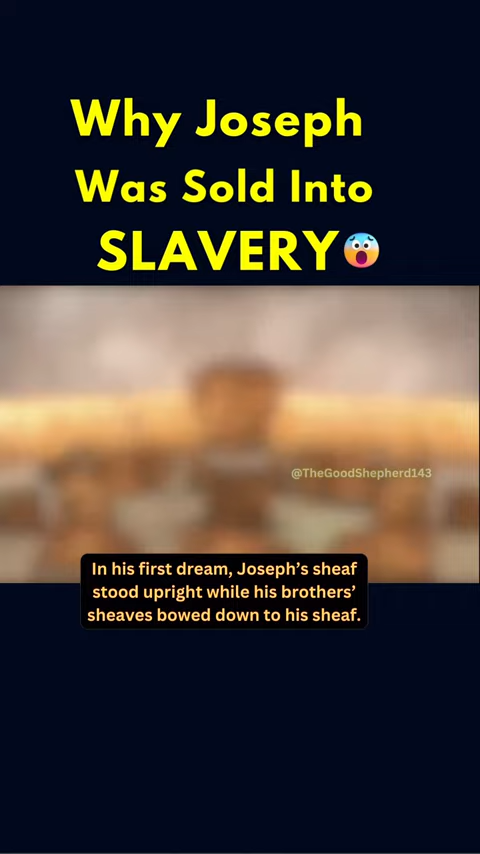 Why Joseph
Was Sold Into
SLAVERY😨
@TheGoodShepherd143
In his first dream, Joseph’s sheaf
stood upright while his brothers’
sheaves bowed down to his sheaf.